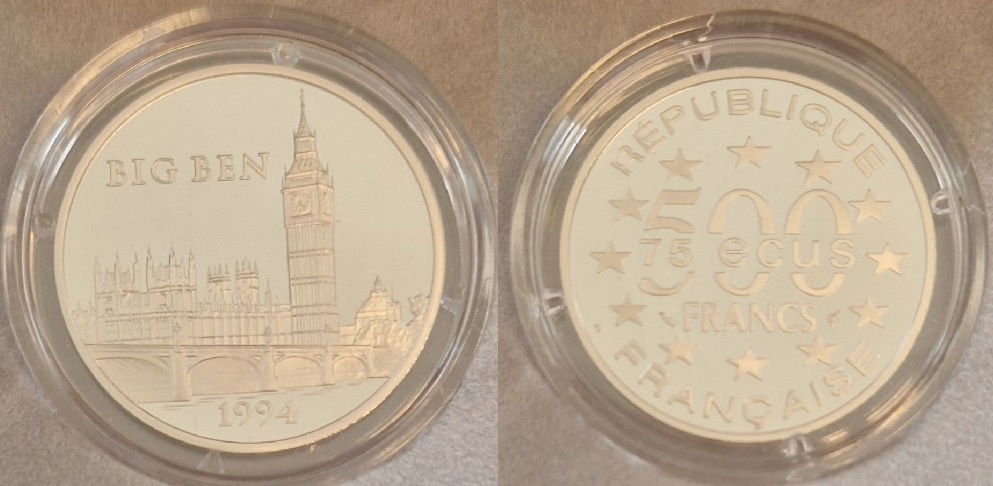 BIG BEN
1994
RÉPUBLIQUE
500
75 ecus
FRANCS
FRANÇAISE